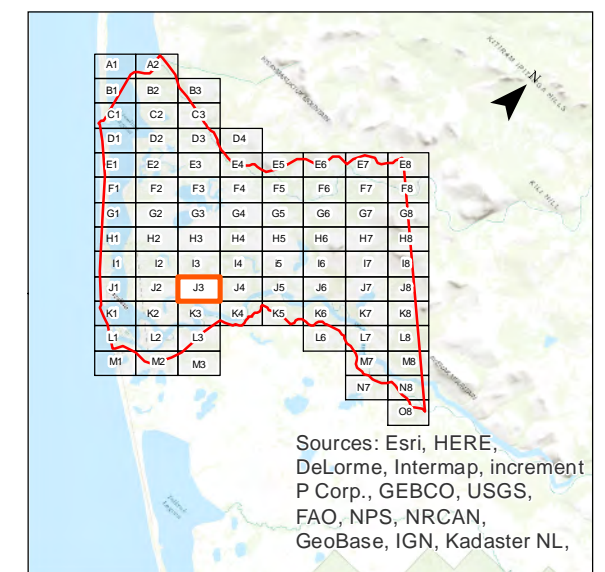 N
A1 A2
B1 B2 B3
C1 C2 C3
D1 D2 D3 D4
E1 E2 E3 E4 E5 E6 E7 E8
F1 F2 F3 F4 F5 F6 F7 F8
G1 G2 G3 G4 G5 G6 G7 G8
H1 H2 H3 H4 H5 H6 H7 H8
I1 I2 I3 I4 i5 I6 I7 I8
J1 J2 J3 J4 J5 J6 J7 J8
K1 K2 K3 K4 K5 K6 K7 K8
L1 L2 L3 L6 L7 L8
M1 M2 M3 M7 M8
N7 N8
O8
Sources: Esri, HERE,
DeLorme, Intermap, increment
P Corp., GEBCO, USGS,
FAO, NPS, NRCAN,
GeoBase, IGN, Kadaster NL,